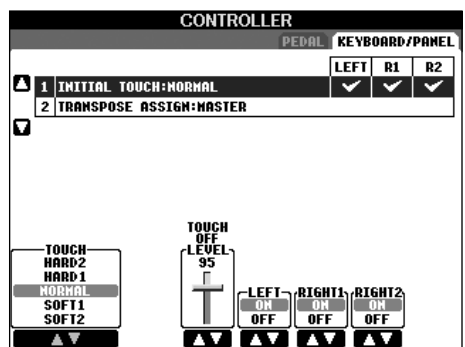 CONTROLLER
PEDAL KEYBOARD/PANEL
LEFT R1 R2
1 INITIAL TOUCH:NORMAL
2 TRANSPOSE ASSIGN:MASTER
TOUCH
HARD2
HARD1
NORMAL
SOFT1
SOFT2
TOUCH
OFF
LEVEL
95
LEFT
ON
OFF
RIGHT1
ON
OFF
RIGHT2
ON
OFF